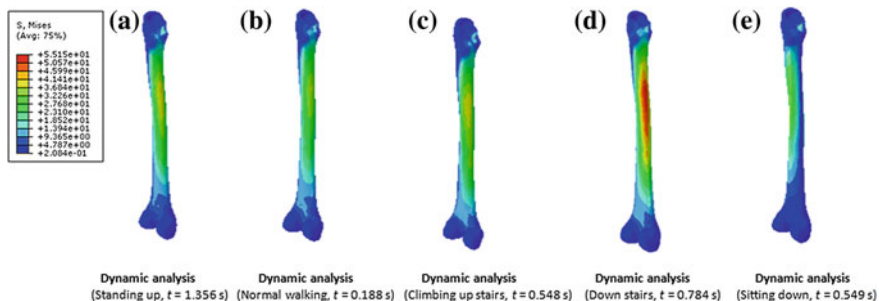 S, Mises
(Avg: 75%)
+5.515e+01
+5.057e+01
+4.599e+01
+4.141e+01
+3.684e+01
+3.226e+01
+2.768e+01
+2.310e+01
+1.852e+01
+1.394e+01
+9.365e+00
+4.787e+00
+2.084e-01
(a)
(b)
(c)
(d)
(e)
Dynamic analysis
(Standing up, t = 1.356 s)
Dynamic analysis
(Normal walking, t = 0.188 s)
Dynamic analysis
(Climbing up stairs, t = 0.548 s)
Dynamic analysis
(Down stairs, t = 0.784 s)
Dynamic analysis
(Sitting down, t = 0.549 s)